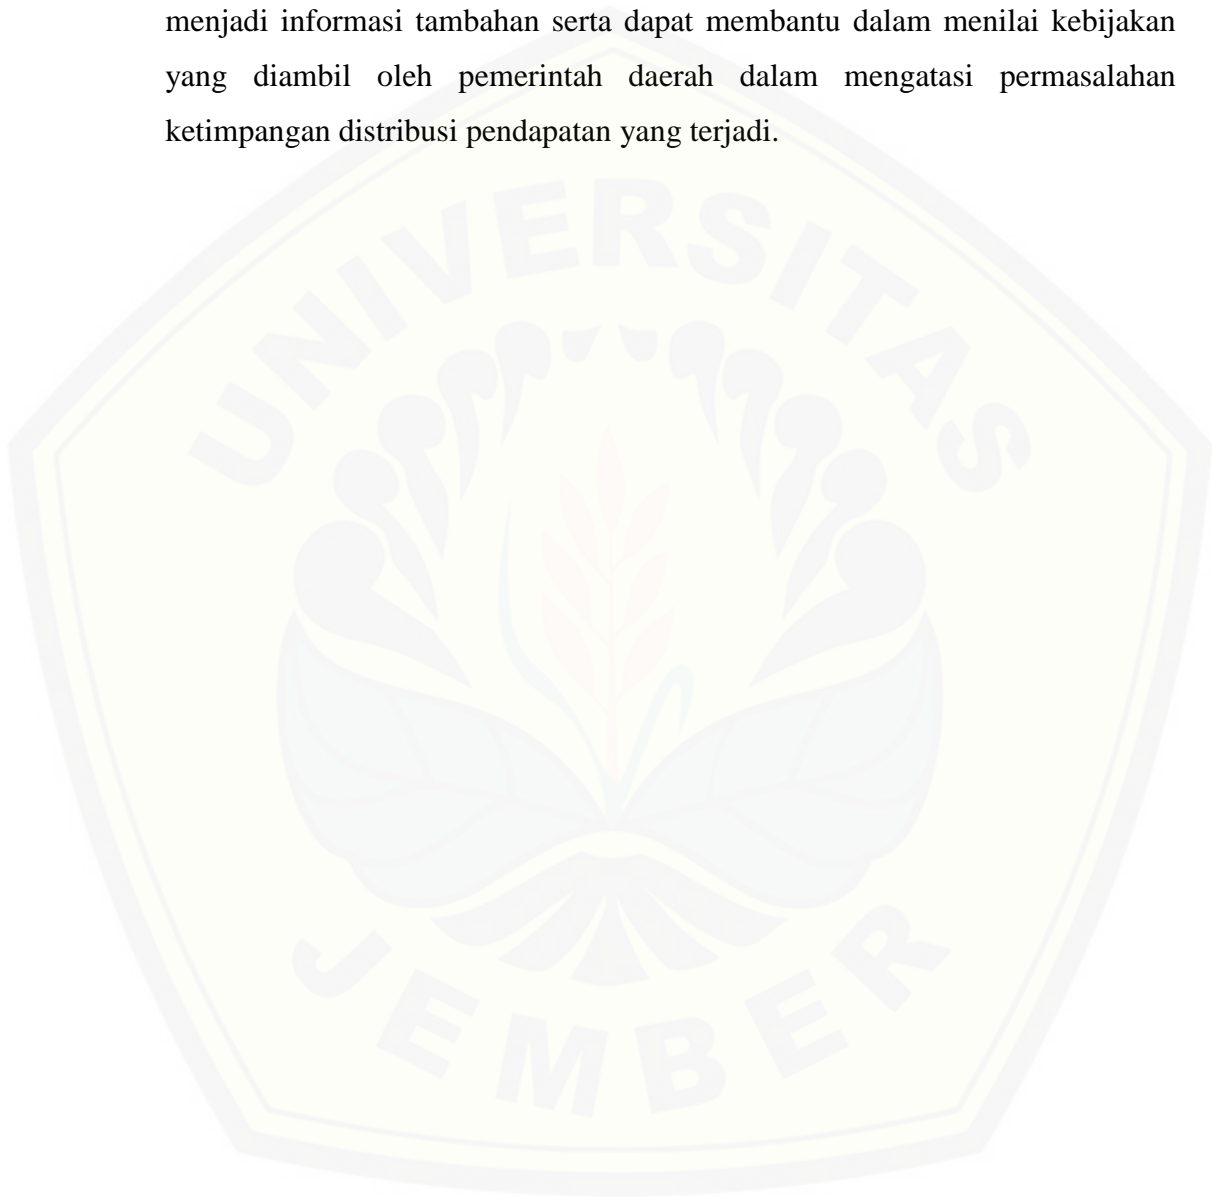 menjadi informasi tambahan serta dapat membantu dalam menilai kebijakan
yang diambil oleh pemerintah daerah dalam mengatasi permasalahan
ketimpangan distribusi pendapatan yang terjadi.
UNIVERSITAS
JEMBER